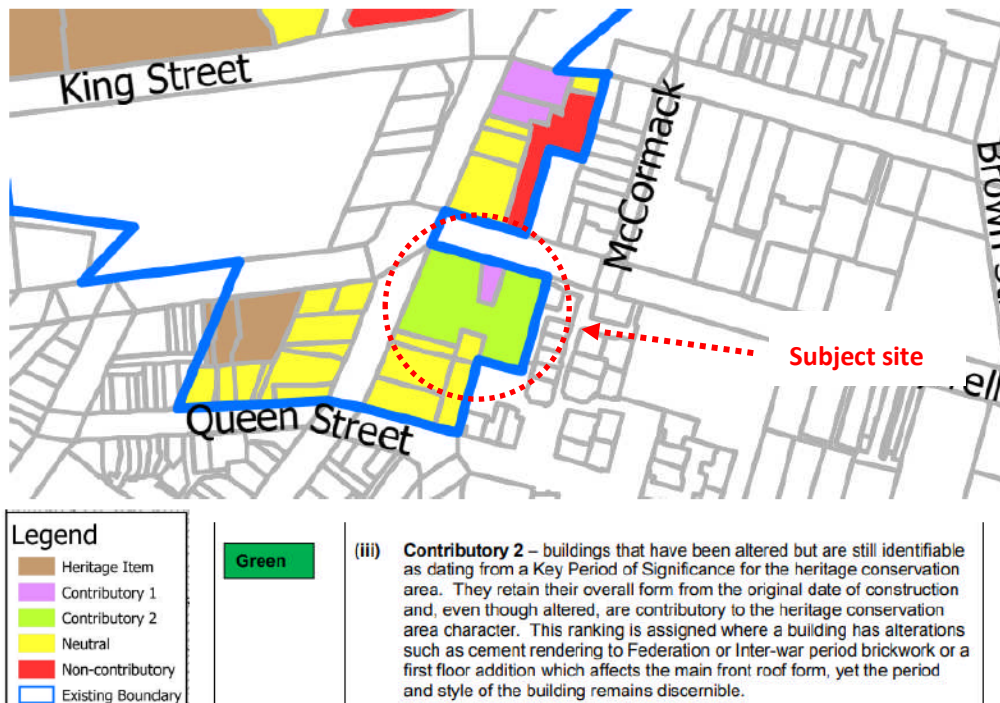 King Street
McCormack
Brown
Subject site
ell
Queen Street
Legend
Heritage Item
Contributory 1
Contributory 2
Neutral
Non-contributory
Existing Boundary
Green
(iii) Contributory 2 – buildings that have been altered but are still identifiable
as dating from a Key Period of Significance for the heritage conservation
area. They retain their overall form from the original date of construction
and, even though altered, are contributory to the heritage conservation
area character. This ranking is assigned where a building has alterations
such as cement rendering to Federation or Inter-war period brickwork or a
first floor addition which affects the main front roof form, yet the period
and style of the building remains discernible.